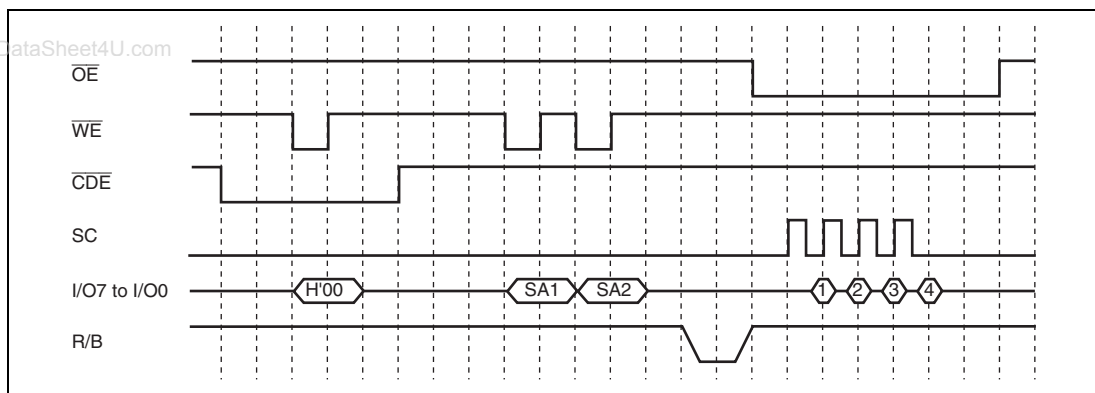 DataSheet4U.com
OE
WE
CDE
SC
I/O7 to I/O0
H'00
SA1
SA2
1
2
3
4
R/B